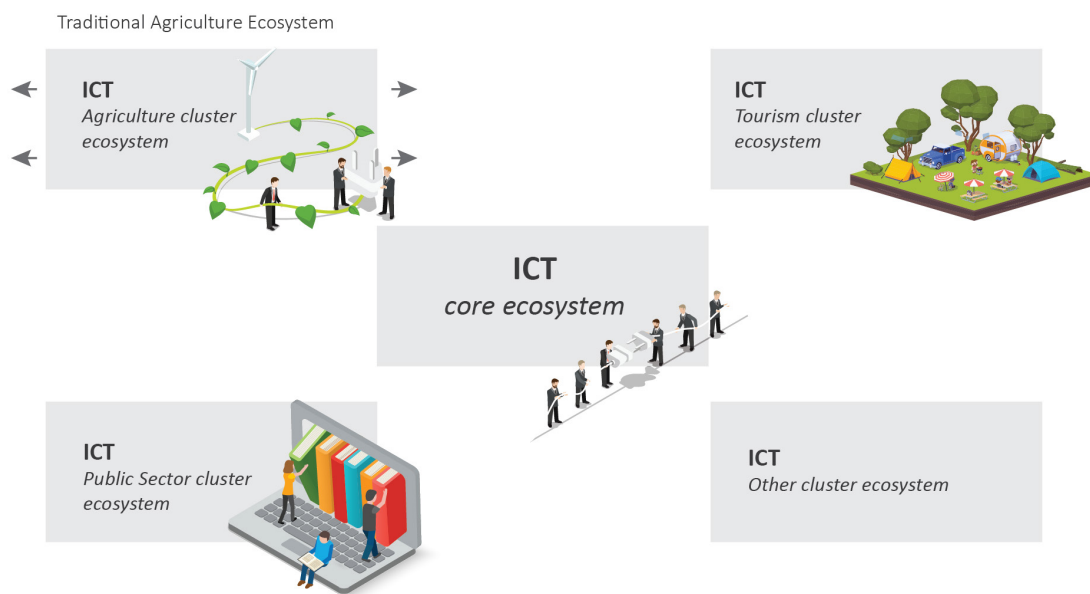 Traditional Agriculture Ecosystem
ICT
Agriculture cluster
ecosystem
ICT
Tourism cluster
ecosystem
ICT
core ecosystem
ICT
Public Sector cluster
ecosystem
ICT
Other cluster ecosystem